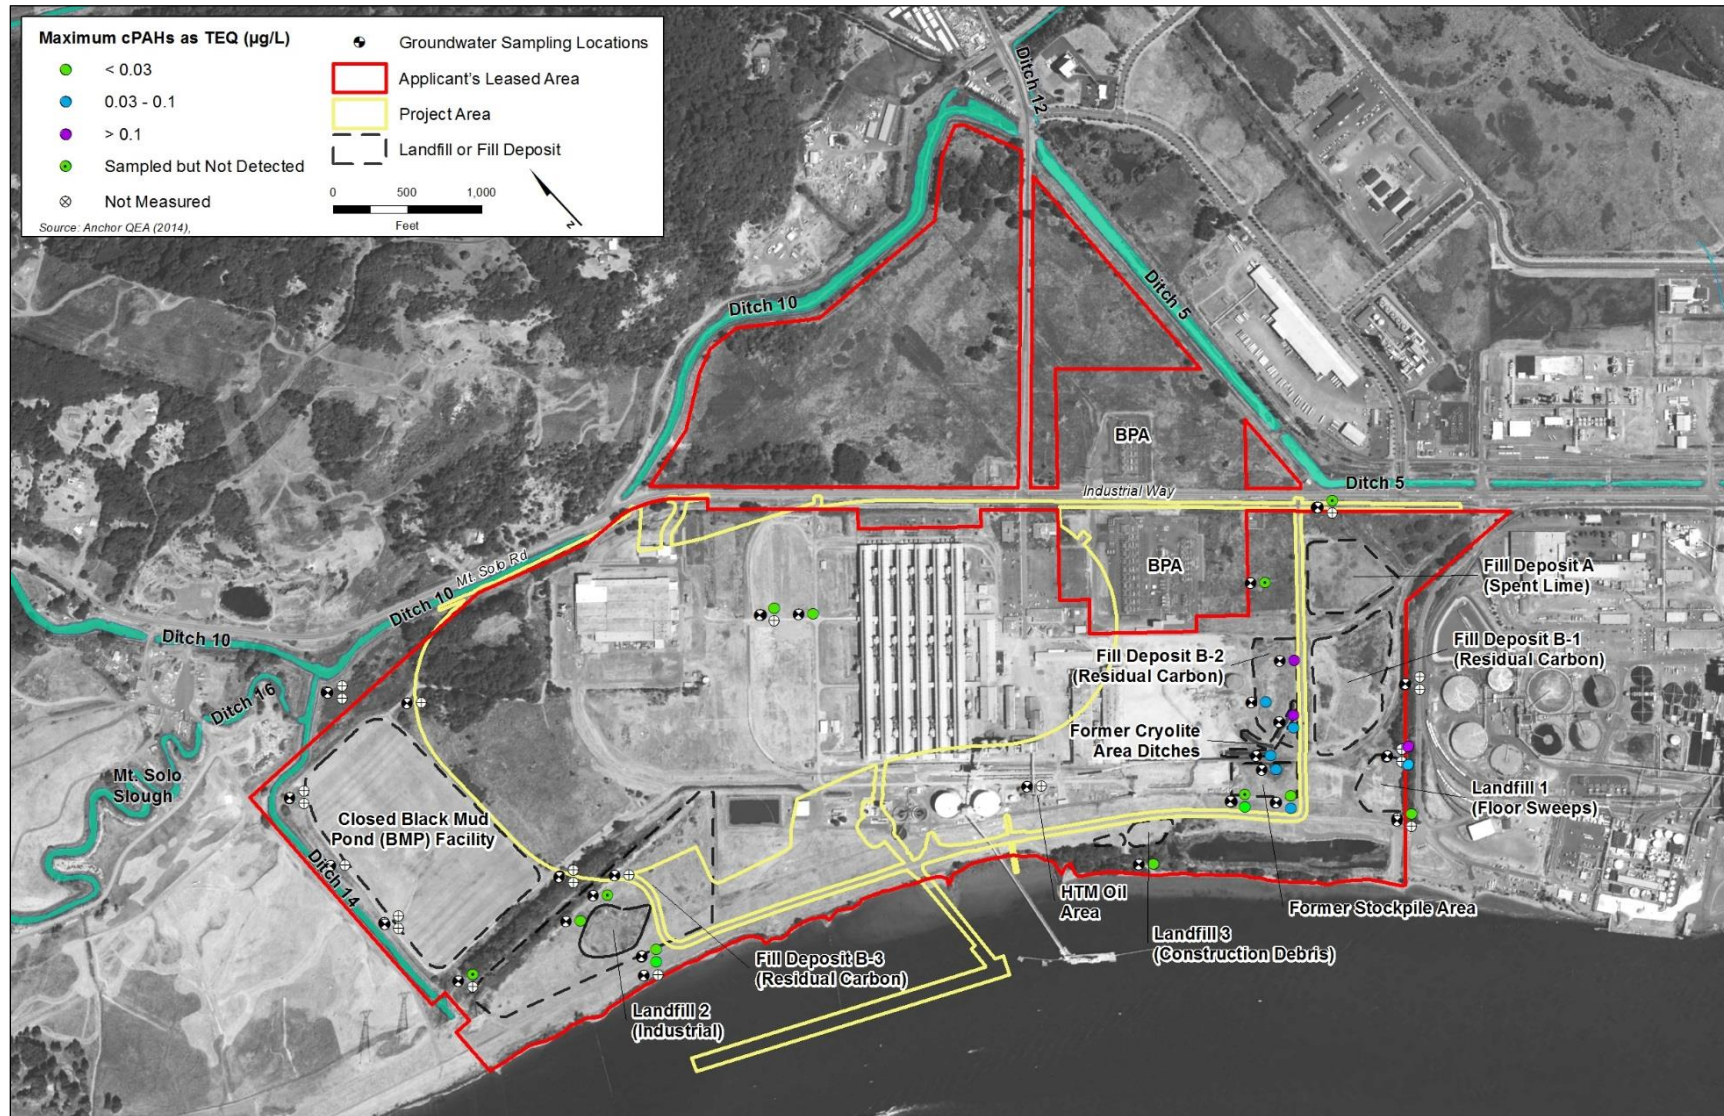 Maximum cPAHs as TEQ (µg/L)
< 0.03
0.03 - 0.1
> 0.1
Sampled but Not Detected
Not Measured
Source: Anchor QEA (2014),
Groundwater Sampling Locations
Applicant's Leased Area
Project Area
Landfill or Fill Deposit
0 500 1,000
Feet
N
Ditch 12
Ditch 10
Ditch 5
BPA
Industrial Way
Ditch 5
Mt. Solo Rd
BPA
Fill Deposit A
(Spent Lime)
Ditch 10
Ditch 10
Fill Deposit B-1
(Residual Carbon)
Fill Deposit B-2
(Residual Carbon)
Ditch 16
Former Cryolite
Area Ditches
Mt. Solo
Slough
Landfill 1
(Floor Sweeps)
Closed Black Mud
Pond (BMP) Facility
Ditch 14
HTM Oil
Area
Former Stockpile Area
Landfill 3
(Construction Debris)
Fill Deposit B-3
(Residual Carbon)
Landfill 2
(Industrial)